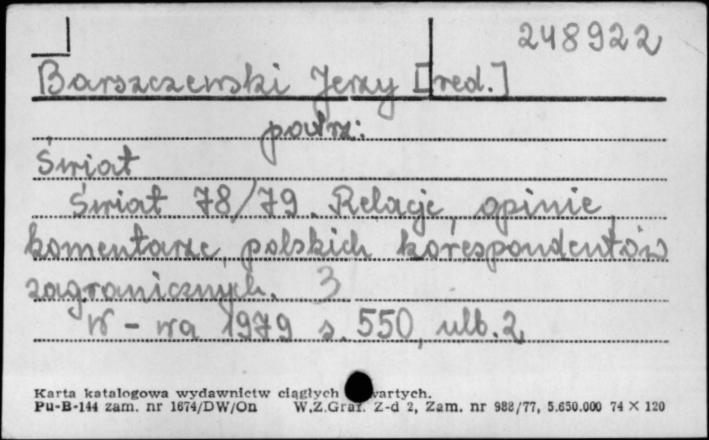 248922
Barszczewski Jerzy [red.]
patrz:
Świat
Świat 78/79. Relacje, opinie,
komentarze polskich korespondentów
zagranicznych. 3
W-wa 1979 s. 550, ulb. 2
Karta katalogowa wydawnictw ciągłych wartych.
Pu-B-144 zam. nr 1674/DW/On W.Z.Graf. Z-d 2, Zam. nr 988/77, 5.650.000 74 X 120